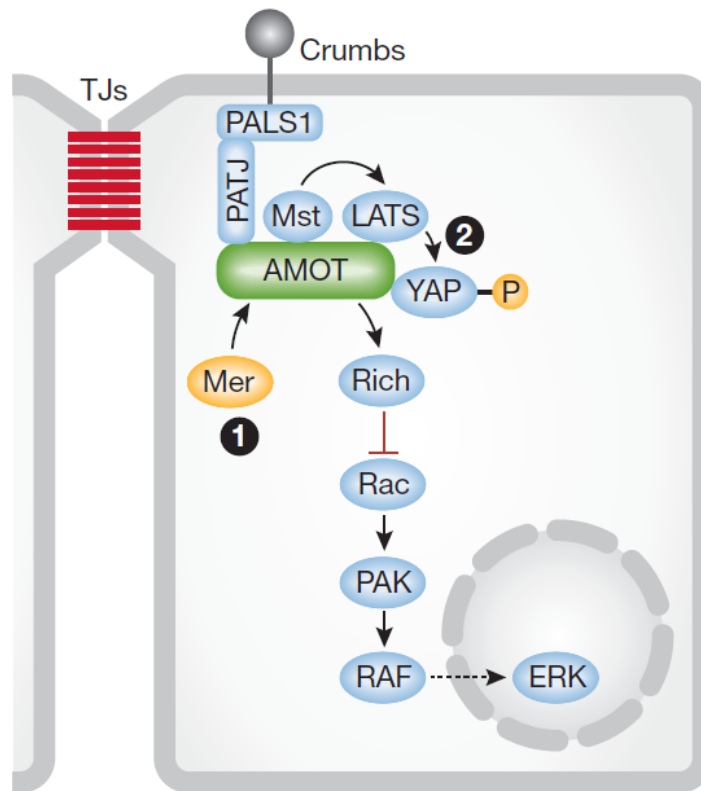 Crumbs
TJs
PALS1
PATJ
Mst
LATS
2
AMOT
YAP
P
Mer
Rich
1
Rac
PAK
RAF
ERK